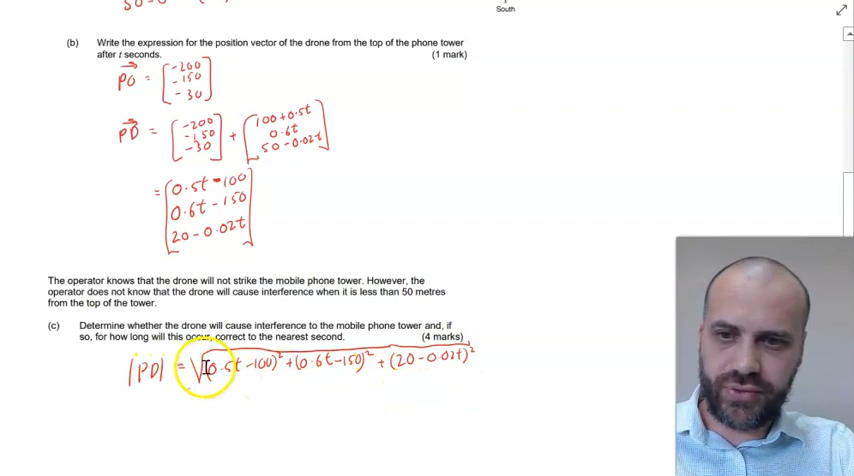 South
(b) Write the expression for the position vector of the drone from the top of the phone tower
after t seconds. (1 mark)
PO = [-200
-150
-30]
PD = [-200
-150
-30] + [100+0.5t
0.6t
50-0.02t]
= [0.5t-100
0.6t-150
20-0.02t]
The operator knows that the drone will not strike the mobile phone tower. However, the
operator does not know that the drone will cause interference when it is less than 50 metres
from the top of the tower.
(c) Determine whether the drone will cause interference to the mobile phone tower and, if
so, for how long will this occur, correct to the nearest second. (4 marks)
|PD| = √(0.5t-100)²+(0.6t-150)²+(20-0.02t)²